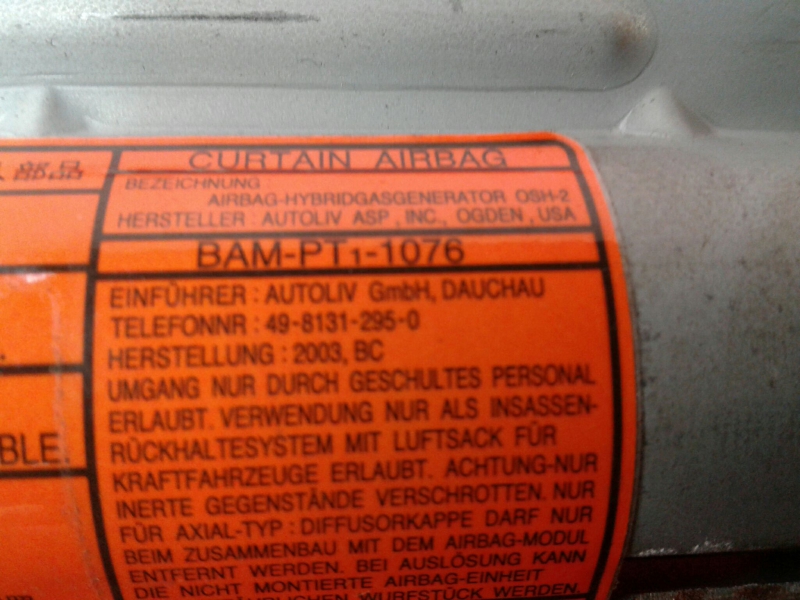 CURTAIN AIRBAG
BEZEICHNUNG
AIRBAG-HYBRIDGASGENERATOR OSH-2
HERSTELLER : AUTOLIV ASP, INC., OGDEN, USA
BAM-PT1-1076
EINFÜHRER : AUTOLIV GmbH, DAUCHAU
TELEFONNR : 49-8131-295-0
HERSTELLUNG : 2003, BC
UMGANG NUR DURCH GESCHULTES PERSONAL
ERLAUBT. VERWENDUNG NUR ALS INSASSEN-
RÜCKHALTESYSTEM MIT LUFTSACK FÜR
KRAFTFAHRZEUGE ERLAUBT. ACHTUNG-NUR
INERTE GEGENSTÄNDE VERSCHROTTEN. NUR
FÜR AXIAL-TYP : DIFFUSORKAPPE DARF NUR
BEIM ZUSAMMENBAU MIT DEM AIRBAG-MODUL
ENTFERNT WERDEN. BEI AUSLÖSUNG KANN
DIE NICHT MONTIERTE AIRBAG-EINHEIT
WURFSTÜCK WERDEN.
BLE.